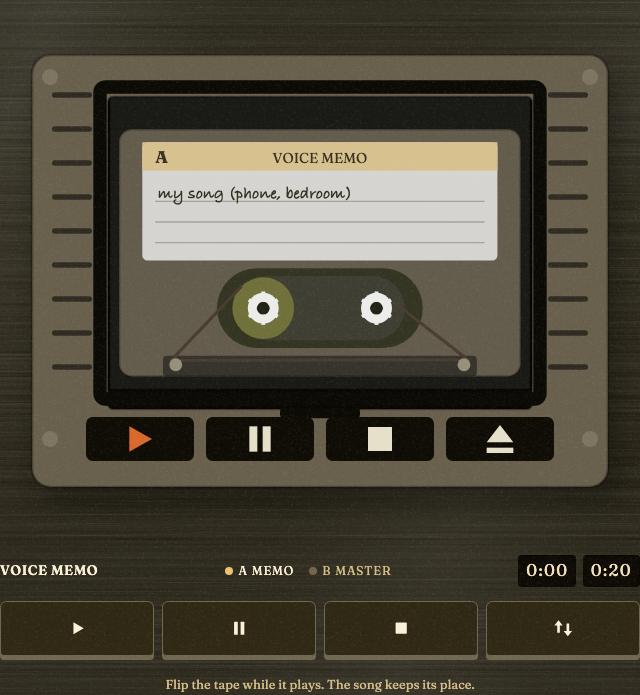 A VOICE MEMO
my song (phone, bedroom)
VOICE MEMO A MEMO B MASTER 0:00 0:20
Flip the tape while it plays. The song keeps its place.